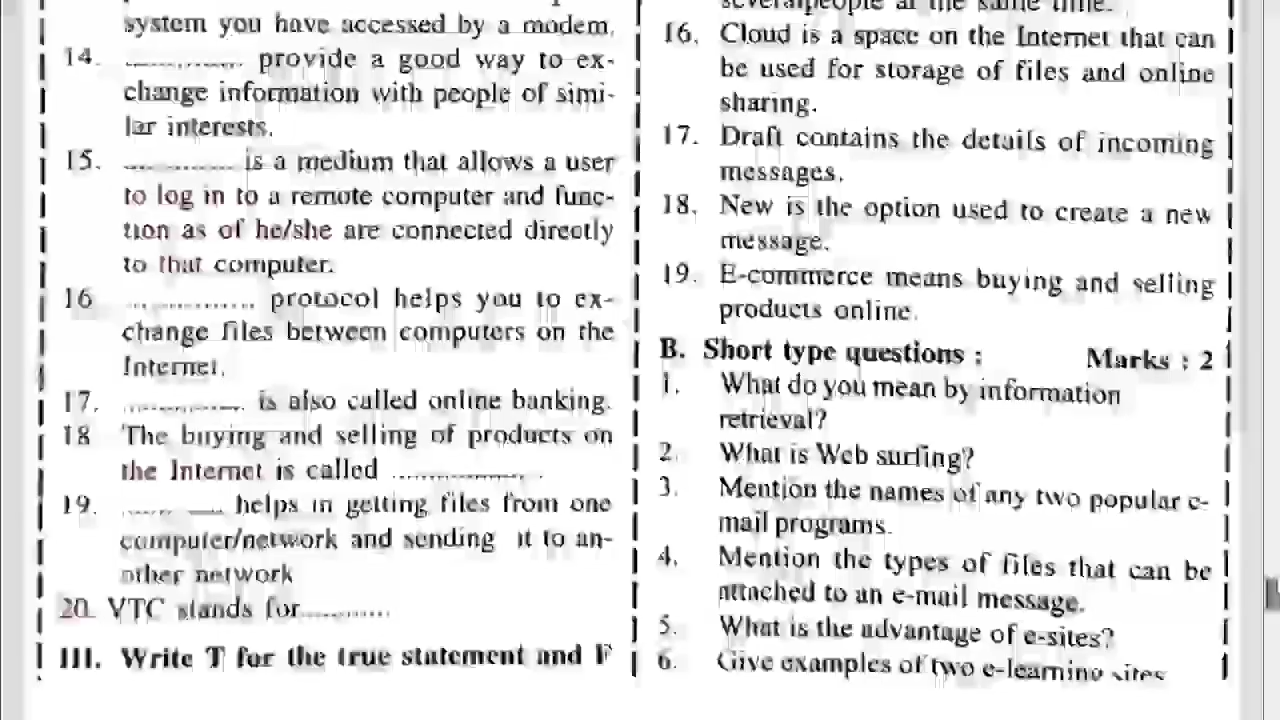 system you have accessed by a modem.
14. ............... provide a good way to ex-
change information with people of simi-
lar interests.
15. ............... is a medium that allows a user
to log in to a remote computer and func-
tion as of he/she are connected directly
to that computer.
16 ............... protocol helps you to ex-
change files between computers on the
Internet.
17. ............... is also called online banking.
18 The buying and selling of products on
the Internet is called ............... .
19. ............... helps in getting files from one
computer/network and sending it to an-
other network
20. VTC stands for............
III. Write T for the true statement and F
severalpeople at the same time.
16. Cloud is a space on the Internet that can
be used for storage of files and online
sharing.
17. Draft contains the details of incoming
messages.
18. New is the option used to create a new
message.
19. E-commerce means buying and selling
products online.
B. Short type questions : Marks : 2
1. What do you mean by information
retrieval?
2. What is Web surfing?
3. Mention the names of any two popular e-
mail programs.
4. Mention the types of files that can be
attached to an e-mail message.
5. What is the advantage of e-sites?
6. Give examples of two e-learning sites